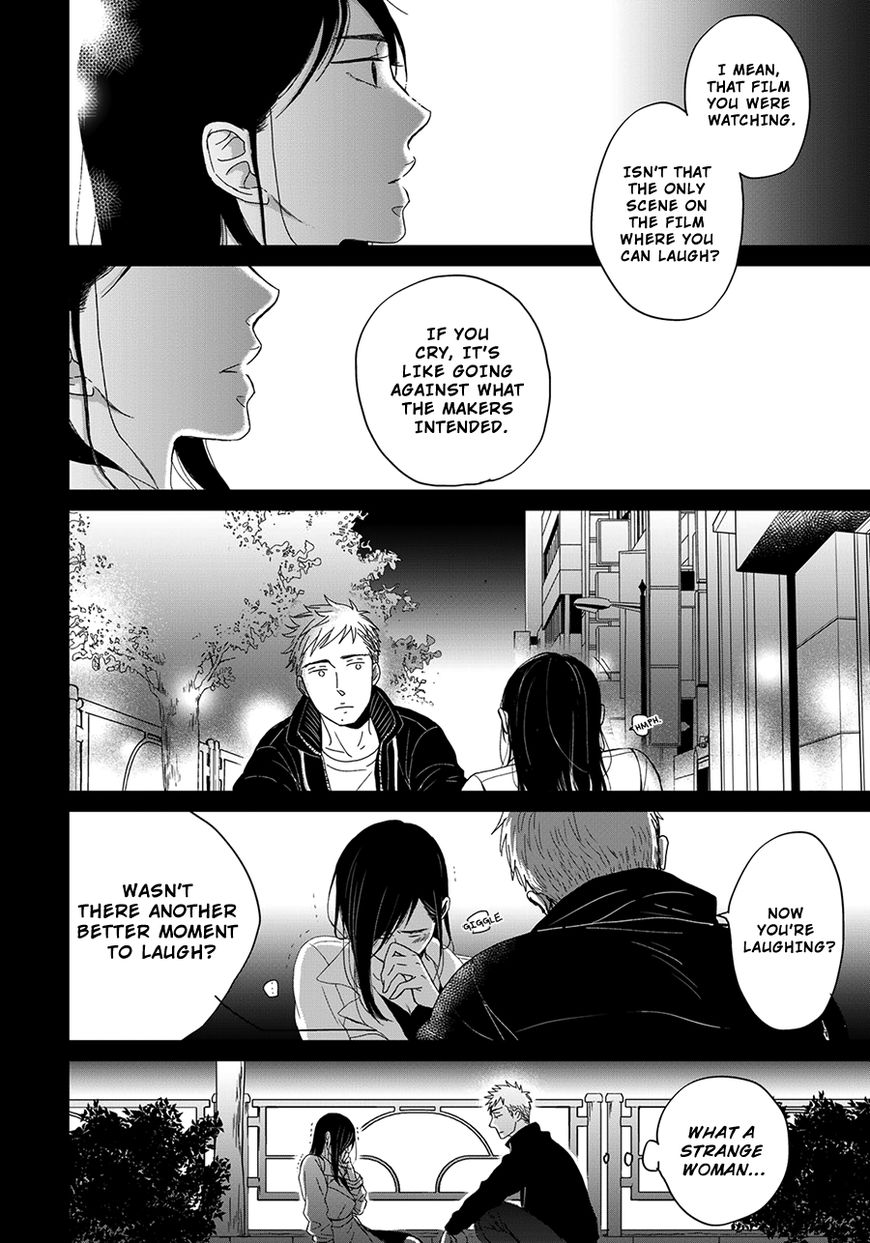 I MEAN,
THAT FILM
YOU WERE
WATCHING.
ISN'T THAT
THE ONLY
SCENE ON
THE FILM
WHERE YOU
CAN LAUGH?
IF YOU
CRY, IT'S
LIKE GOING
AGAINST WHAT
THE MAKERS
INTENDED.
HMPH.
NOW
YOU'RE
LAUGHING?
GIGGLE
WASN'T
THERE ANOTHER
BETTER MOMENT
TO LAUGH?
...
WHAT A
STRANGE
WOMAN...